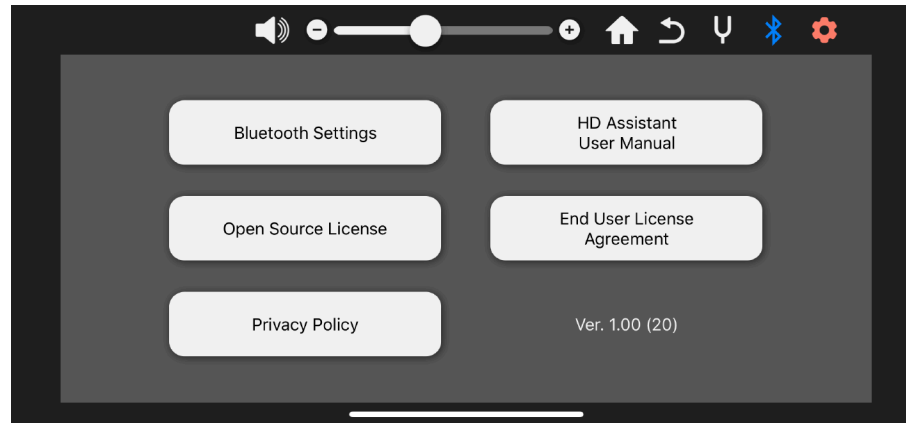 Bluetooth Settings
HD Assistant
User Manual
Open Source License
End User License
Agreement
Privacy Policy
Ver. 1.00 (20)